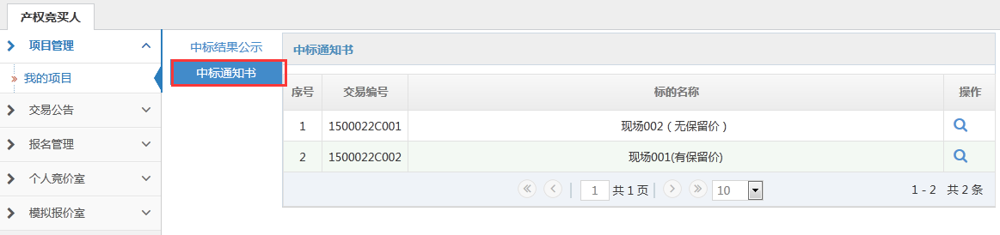 产权竞买人
项目管理
我的项目
交易公告
报名管理
个人竞价室
模拟报价室
中标结果公示
中标通知书
中标通知书
序号 交易编号 标的名称 操作
1 1500022C001 现场002（无保留价）
2 1500022C002 现场001(有保留价)
1 共 1 页 10 1 - 2 共 2 条